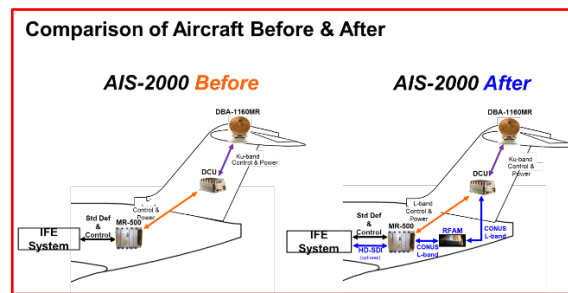 Comparison of Aircraft Before & After
AIS-2000 Before
DBA-1160MR
Ku-band
Control & Power
DCU
Control &
Power
Std Def
&
Control
MR-500
IFE
System
AIS-2000 After
DBA-1160MR
Ku-band
Control &
Power
DCU
L-band
Control &
Power
Std Def
&
Control
MR-500
RFAM
CONUS
L-band
IFE
System
HD-SDI
(optional)
CONUS
L-band